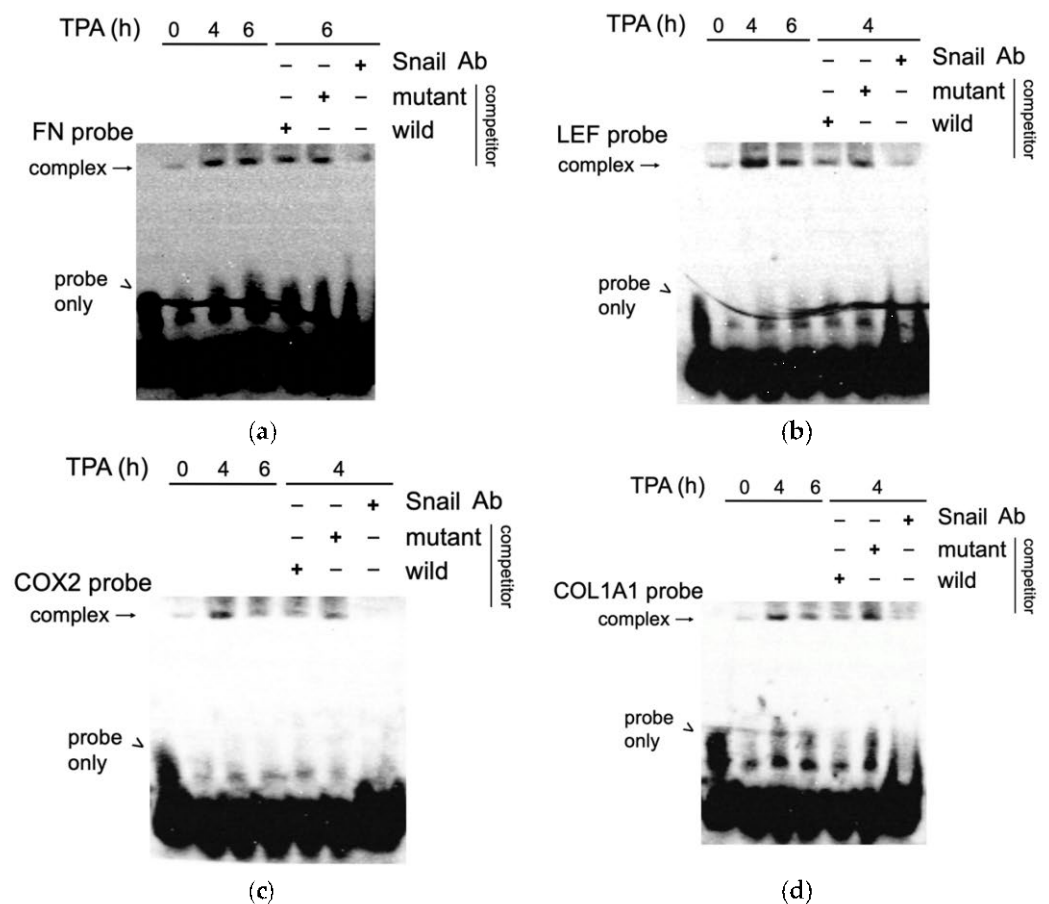 TPA (h) 0 4 6 6
– – + Snail Ab
– + – mutant
+ – – wild
competitor
FN probe
complex →
probe
only
(a)
TPA (h) 0 4 6 4
– – + Snail Ab
– + – mutant
+ – – wild
competitor
LEF probe
complex →
probe
only
(b)
TPA (h) 0 4 6 4
– – + Snail Ab
– + – mutant
+ – – wild
competitor
COX2 probe
complex →
probe
only
(c)
TPA (h) 0 4 6 4
– – + Snail Ab
– + – mutant
+ – – wild
competitor
COL1A1 probe
complex →
probe
only
(d)